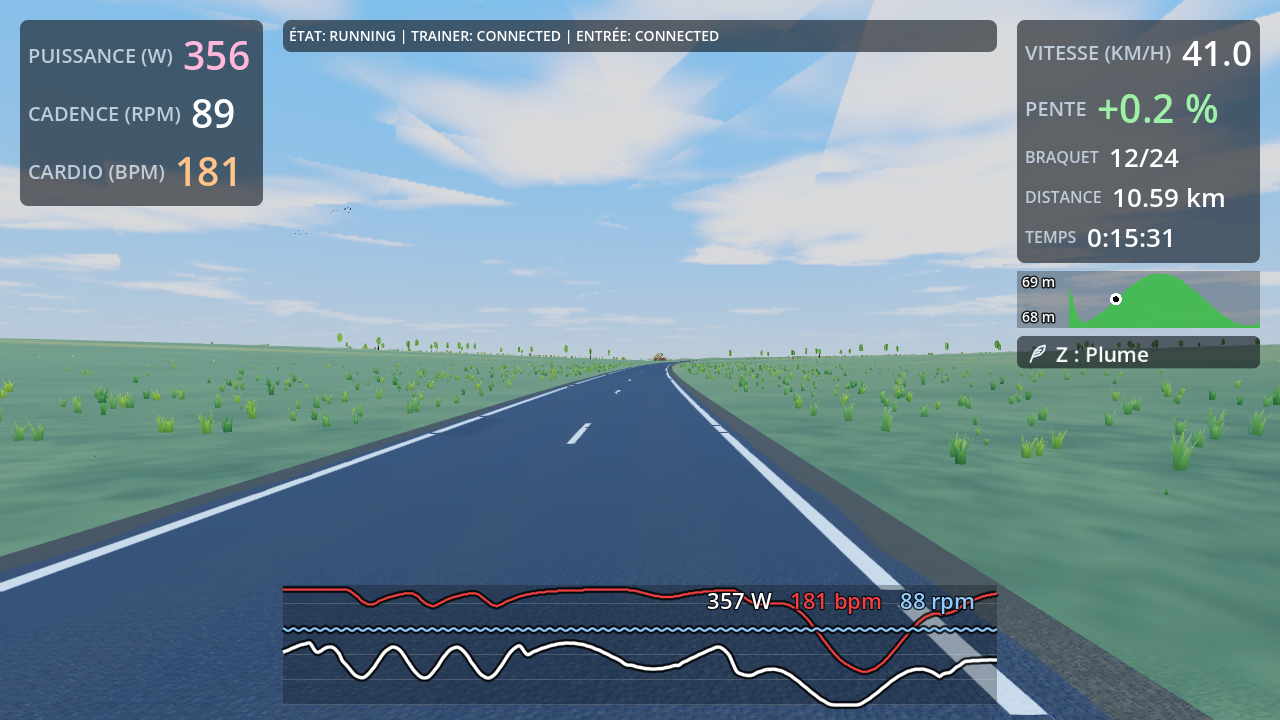 PUISSANCE (W) 356
CADENCE (RPM) 89
CARDIO (BPM) 181
ÉTAT: RUNNING | TRAINER: CONNECTED | ENTRÉE: CONNECTED
VITESSE (KM/H) 41.0
PENTE +0.2 %
BRAQUET 12/24
DISTANCE 10.59 km
TEMPS 0:15:31
69 m
68 m
Z : Plume
357 W 181 bpm 88 rpm